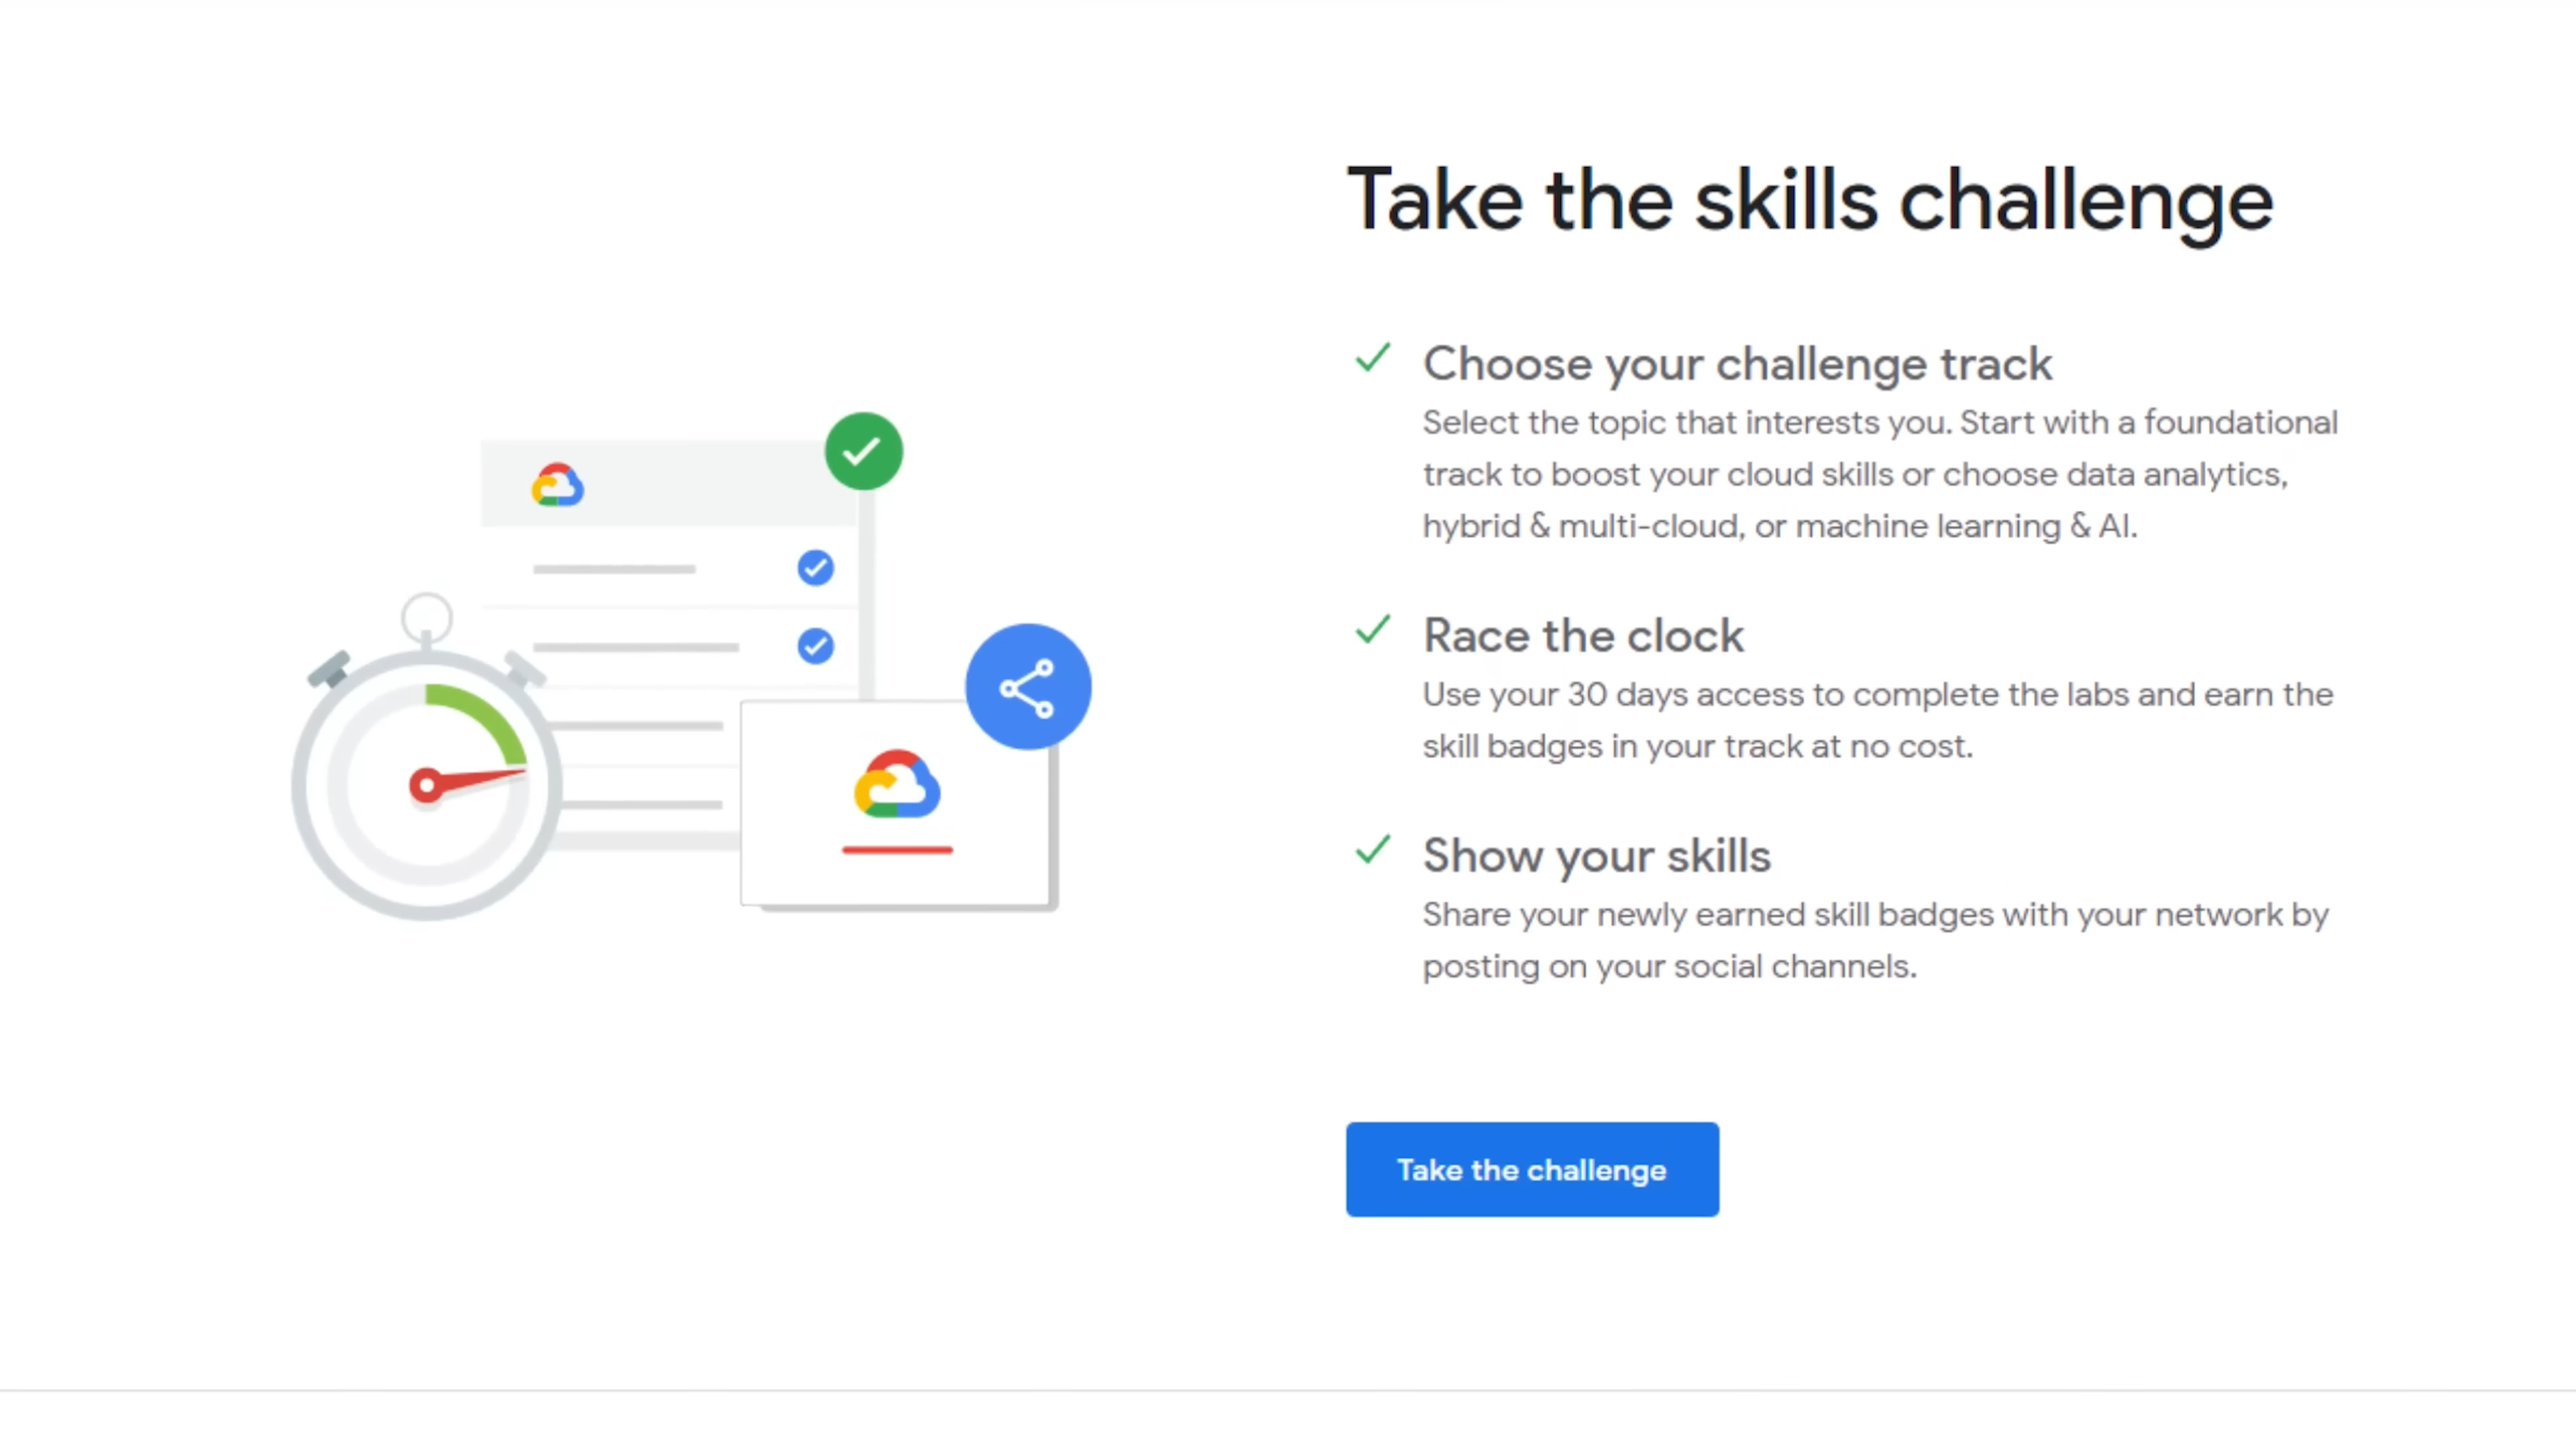 Take the skills challenge
Choose your challenge track
Select the topic that interests you. Start with a foundational
track to boost your cloud skills or choose data analytics,
hybrid & multi-cloud, or machine learning & AI.
Race the clock
Use your 30 days access to complete the labs and earn the
skill badges in your track at no cost.
Show your skills
Share your newly earned skill badges with your network by
posting on your social channels.
Take the challenge